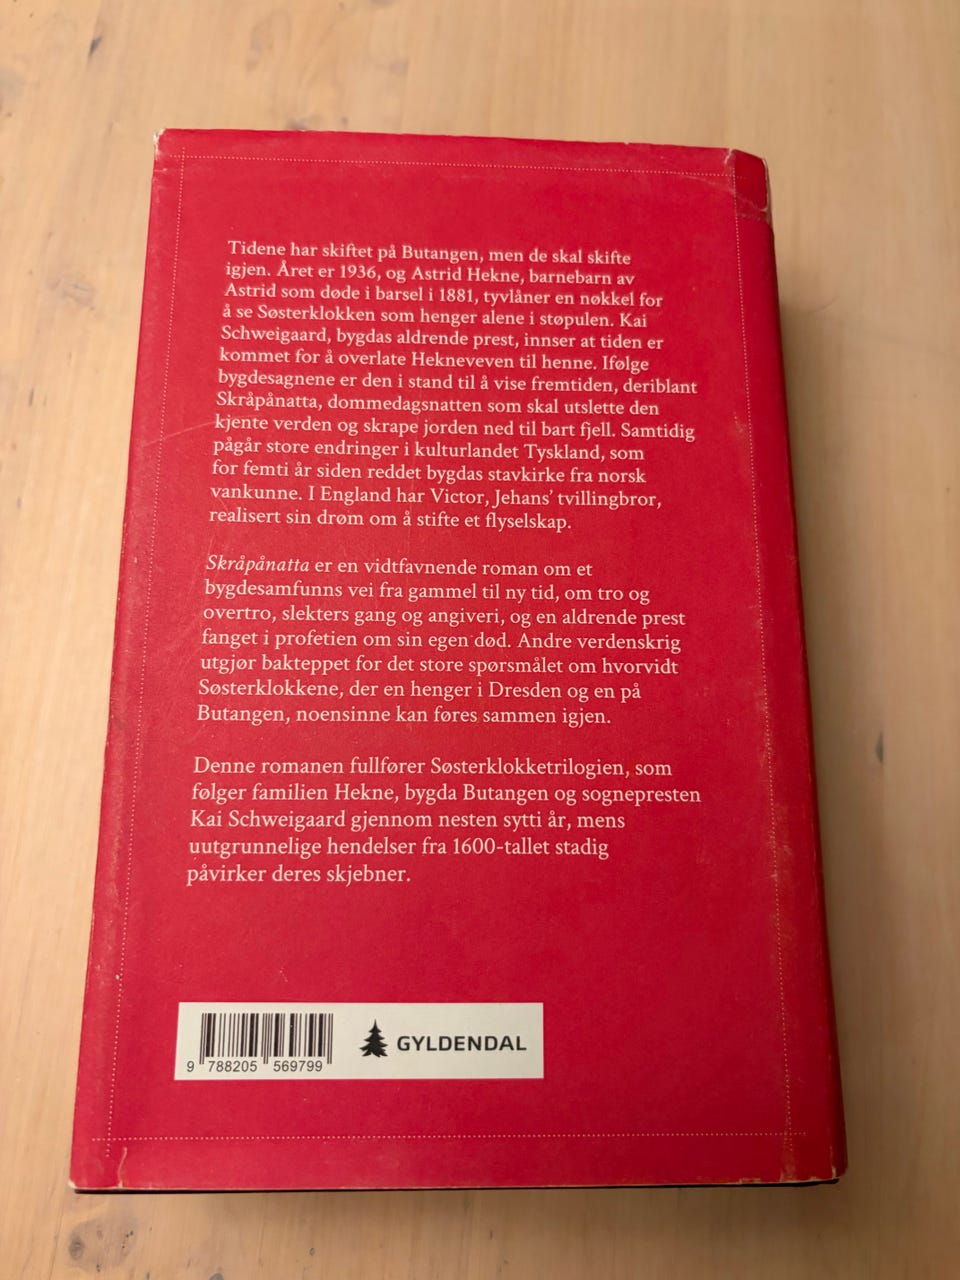 Tidene har skiftet på Butangen, men de skal skifte
igjen. Året er 1936, og Astrid Hekne, barnebarn av
Astrid som døde i barsel i 1881, tyvlåner en nøkkel for
å se Søsterklokken som henger alene i støpulen. Kai
Schweigaard, bygdas aldrende prest, innser at tiden er
kommet for å overlate Hekneveven til henne. Ifølge
bygdesagnene er den i stand til å vise fremtiden, deriblant
Skråpånatta, dommedagsnatten som skal utslette den
kjente verden og skrape jorden ned til bart fjell. Samtidig
pågår store endringer i kulturlandet Tyskland, som
for femti år siden reddet bygdas stavkirke fra norsk
vankunne. I England har Victor, Jehans’ tvillingbror,
realisert sin drøm om å stifte et flyselskap.
Skråpånatta er en vidtfavnende roman om et
bygdesamfunns vei fra gammel til ny tid, om tro og
overtro, slekters gang og angiveri, og en aldrende prest
fanget i profetien om sin egen død. Andre verdenskrig
utgjør bakteppet for det store spørsmålet om hvorvidt
Søsterklokkene, der en henger i Dresden og en på
Butangen, noensinne kan føres sammen igjen.
Denne romanen fullfører Søsterklokketrilogien, som
følger familien Hekne, bygda Butangen og sognepresten
Kai Schweigaard gjennom nesten sytti år, mens
uutgrunnelige hendelser fra 1600-tallet stadig
påvirker deres skjebner.
9 788205 569799
GYLDENDAL